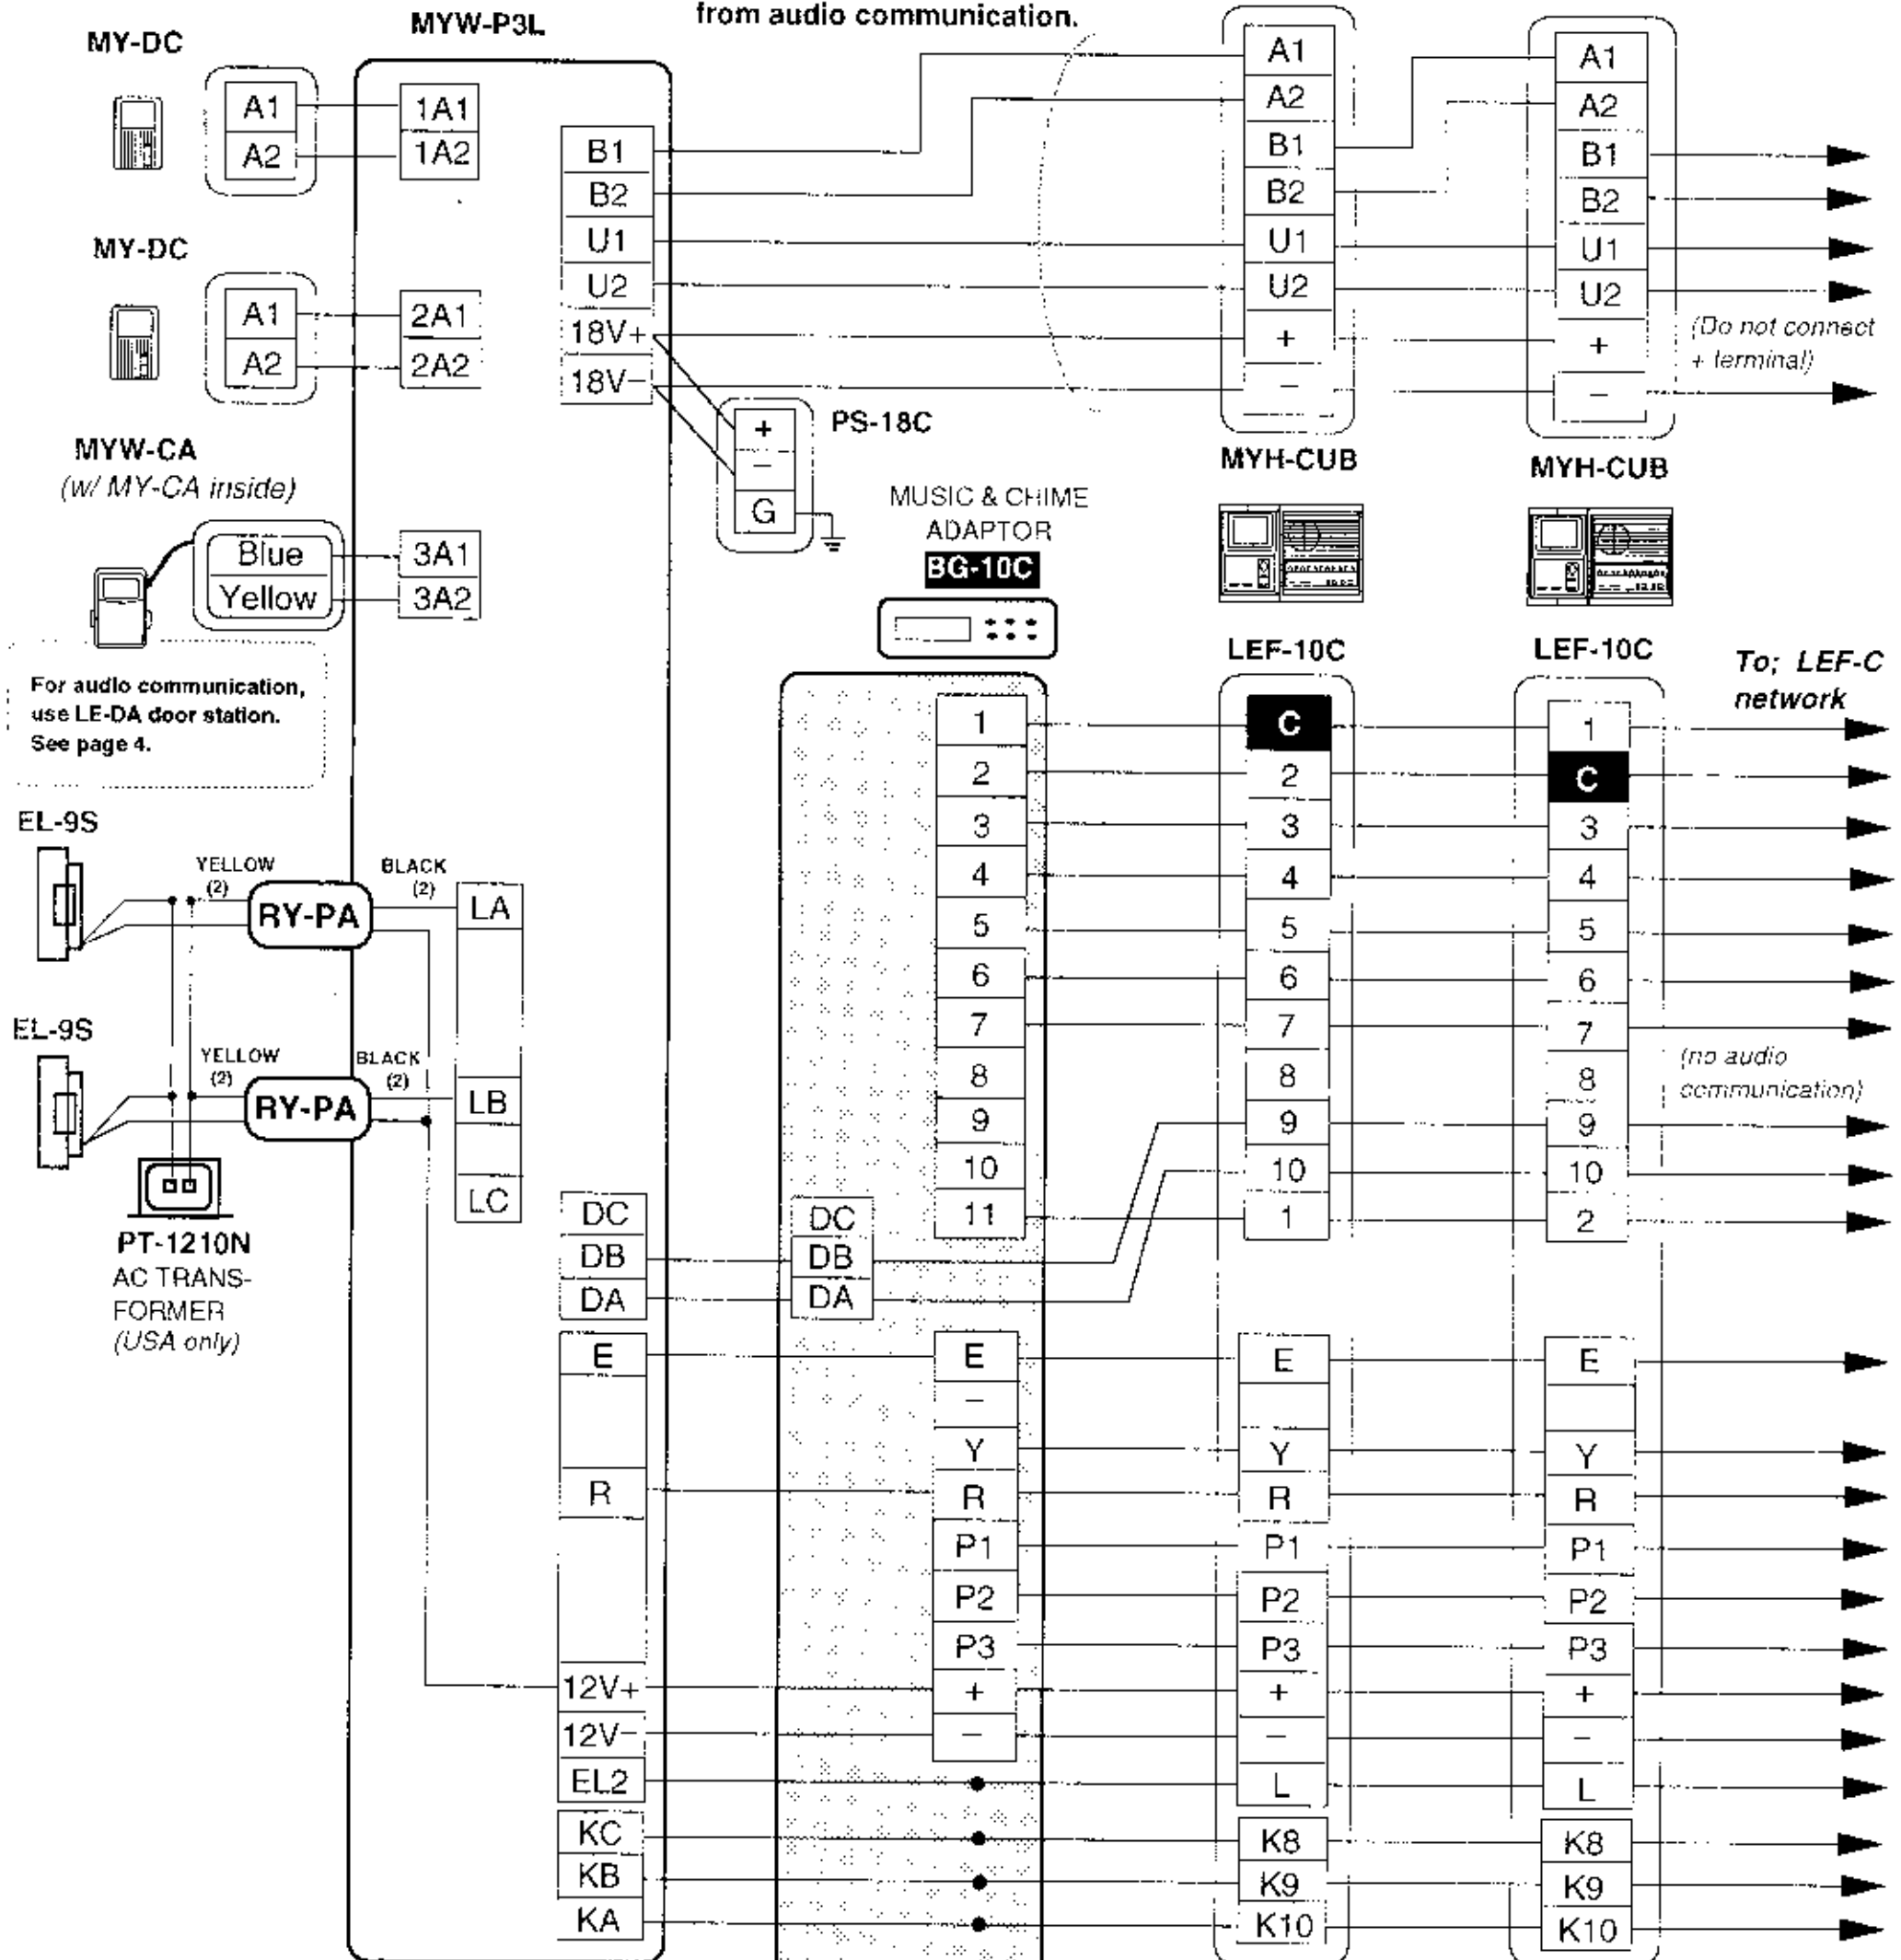 from audio communication.
MYW-P3L
MY-DC
A1
A2
1A1
1A2
MY-DC
A1
A2
2A1
2A2
MYW-CA
(w/ MY-CA inside)
Blue
Yellow
3A1
3A2
For audio communication,
use LE-DA door station.
See page 4.
EL-9S
YELLOW
(2)
RY-PA
BLACK
(2)
LA
EL-9S
YELLOW
(2)
RY-PA
BLACK
(2)
LB
LC
PT-1210N
AC TRANS-
FORMER
(USA only)
B1
B2
U1
U2
18V+
18V−
DC
DB
DA
E
R
12V+
12V−
EL2
KC
KB
KA
+
−
G
PS-18C
MUSIC & CHIME
ADAPTOR
BG-10C
1
2
3
4
5
6
7
8
9
10
11
DC
DB
DA
E
−
Y
R
P1
P2
P3
+
−
A1
A2
B1
B2
U1
U2
+
−
MYH-CUB
LEF-10C
C
2
3
4
5
6
7
8
9
10
1
E
Y
R
P1
P2
P3
+
−
L
K8
K9
K10
A1
A2
B1
B2
U1
U2
+
−
MYH-CUB
LEF-10C
1
C
3
4
5
6
7
8
9
10
2
E
Y
R
P1
P2
P3
+
−
L
K8
K9
K10
(Do not connect
+ terminal)
To; LEF-C
network
(no audio
communication)